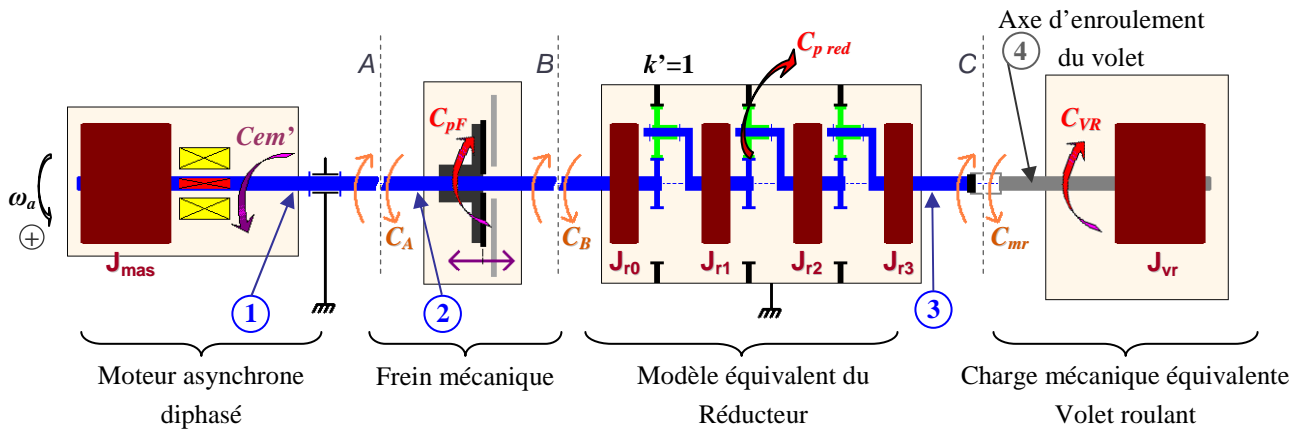 Axe d'enroulement
4
du volet
A
B
C
k'=1
C_p red
Cem'
C_pF
C_VR
ω_a
+
C_A
C_B
C_mr
J_mas
J_r0
J_r1
J_r2
J_r3
J_vr
1
2
3
Moteur asynchrone
diphasé
Frein mécanique
Modèle équivalent du
Réducteur
Charge mécanique équivalente
Volet roulant